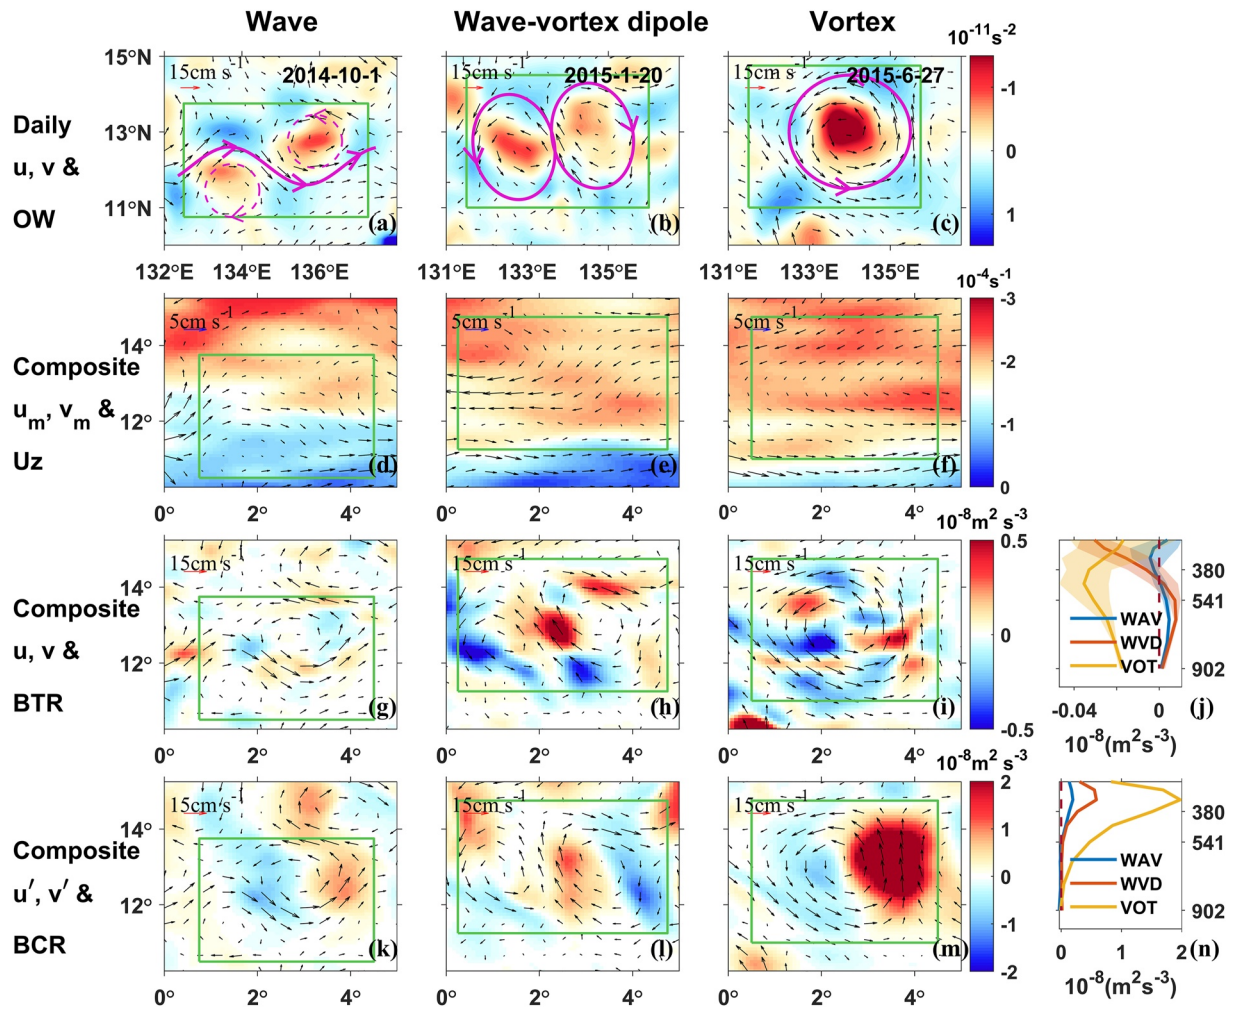 Wave Wave-vortex dipole Vortex
10⁻¹¹s⁻²
Daily
u, v &
OW
15°N
13°N
11°N
15cm s⁻¹ 2014-10-1
(a)
132°E 134°E 136°E
15cm s⁻¹ 2015-1-20
(b)
131°E 133°E 135°E
15cm s⁻¹ 2015-6-27
(c)
131°E 133°E 135°E
-1
0
1
10⁻⁴s⁻¹
Composite
uₘ, vₘ &
Uz
14°
12°
5cm s⁻¹
(d)
0° 2° 4°
5cm s⁻¹
(e)
0° 2° 4°
5cm s⁻¹
(f)
0° 2° 4°
-3
-2
-1
0
10⁻⁸m² s⁻³
Composite
u, v &
BTR
14°
12°
15cm s⁻¹
(g)
0° 2° 4°
15cm s⁻¹
(h)
0° 2° 4°
15cm s⁻¹
(i)
0° 2° 4°
0.5
0
-0.5
WAV
WVD
VOT
380
541
902
-0.04 0
(j)
10⁻⁸(m²s⁻³)
10⁻⁸m² s⁻³
Composite
u′, v′ &
BCR
14°
12°
15cm s⁻¹
(k)
0° 2° 4°
15cm s⁻¹
(l)
0° 2° 4°
15cm s⁻¹
(m)
0° 2° 4°
2
1
0
-1
-2
WAV
WVD
VOT
380
541
902
0 1 2
(n)
10⁻⁸(m²s⁻³)